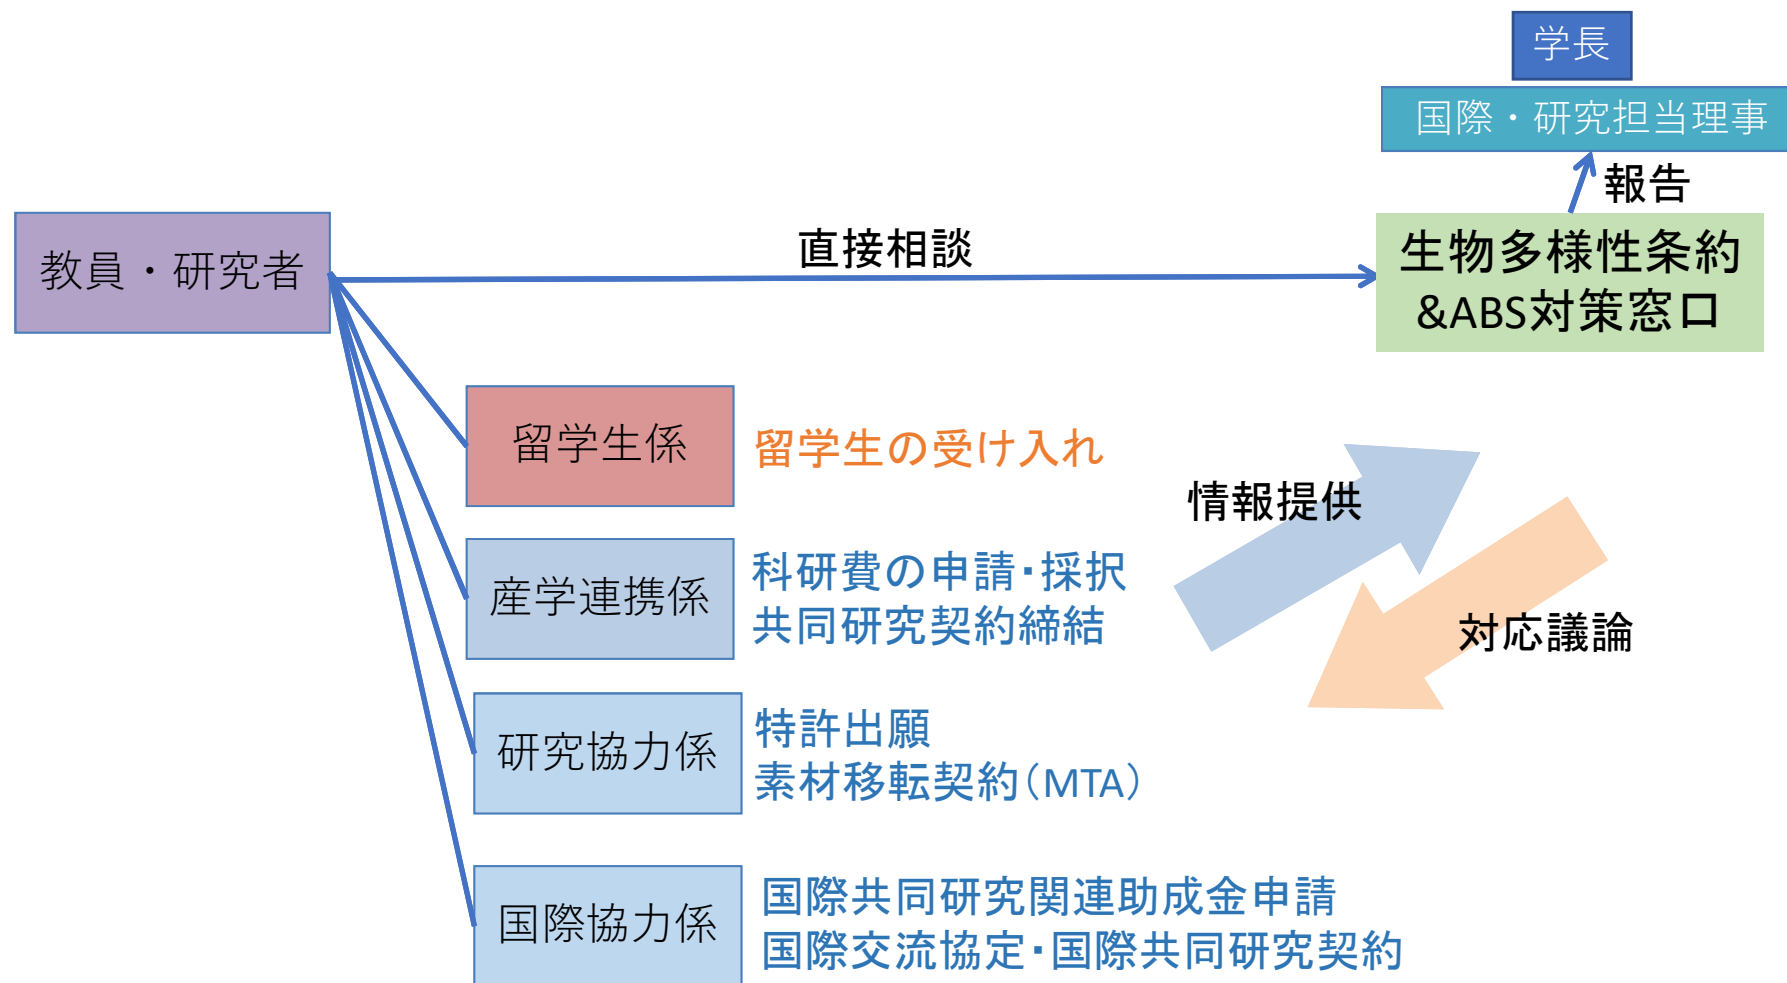 学長
国際・研究担当理事
報告
生物多様性条約
&ABS対策窓口
直接相談
教員・研究者
留学生係
留学生の受け入れ
情報提供
対応議論
産学連携係
科研費の申請・採択
共同研究契約締結
研究協力係
特許出願
素材移転契約（MTA）
国際協力係
国際共同研究関連助成金申請
国際交流協定・国際共同研究契約